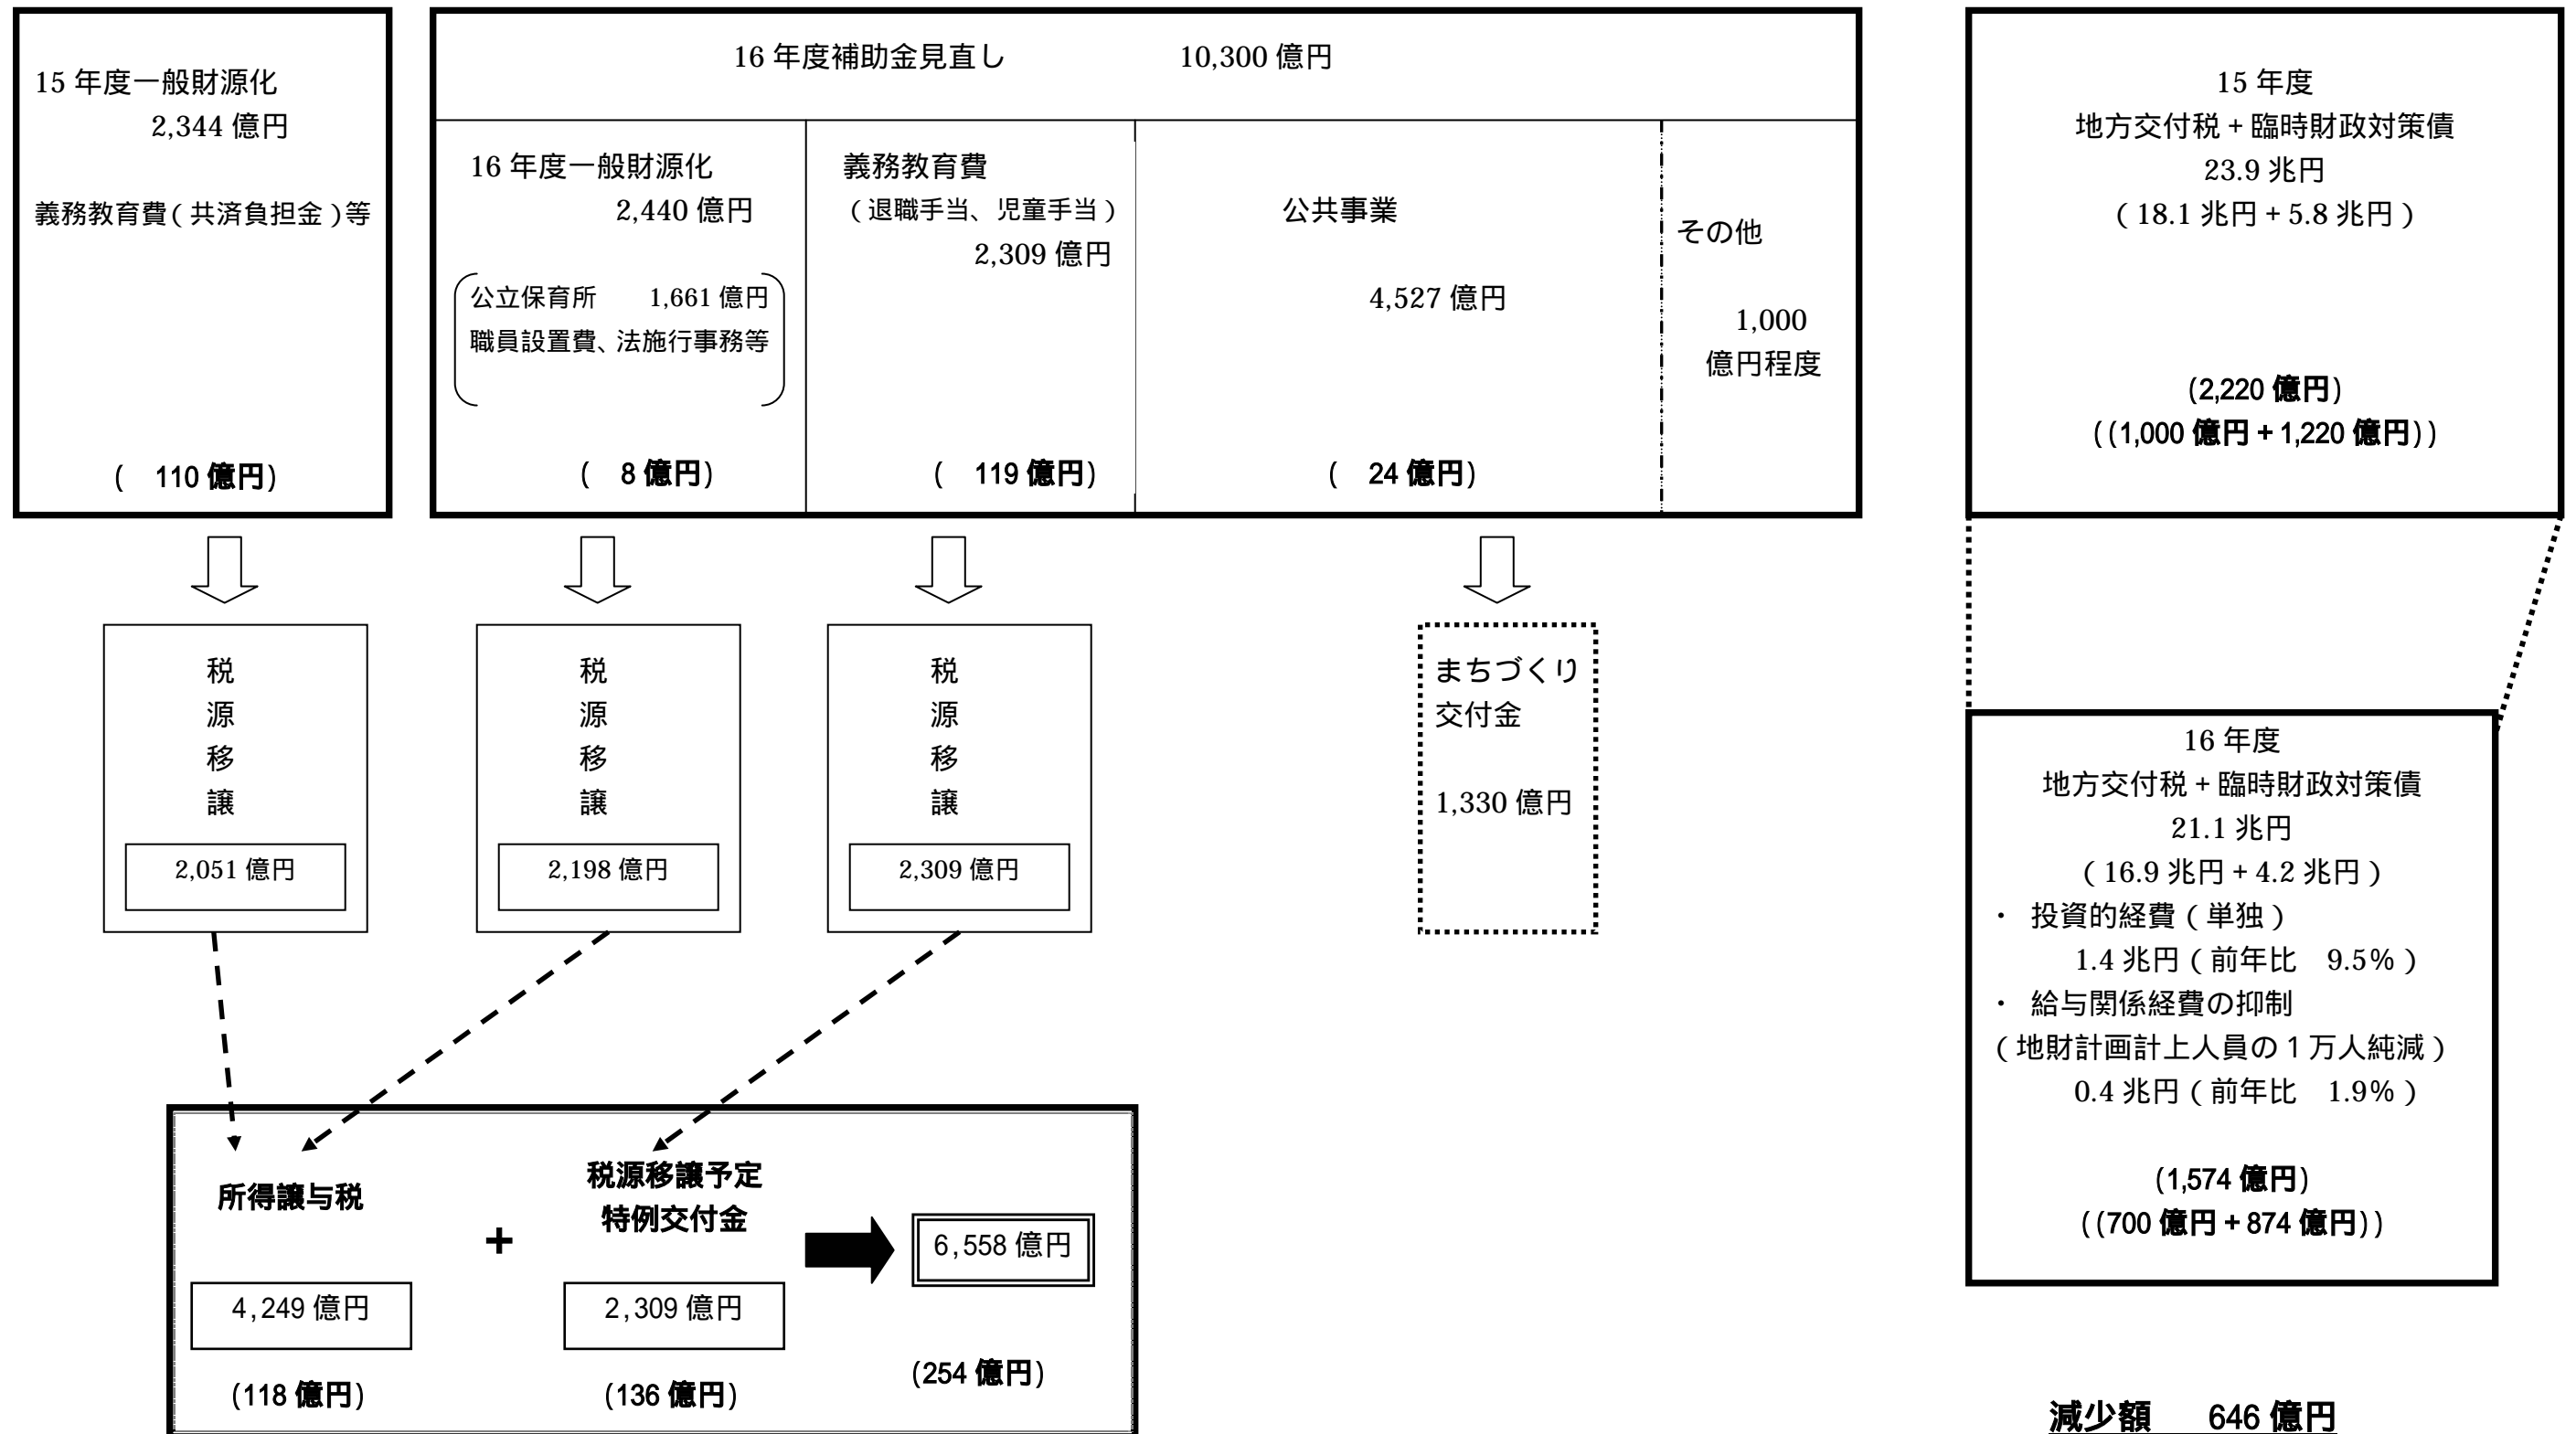 15 年度一般財源化
2,344 億円
義務教育費（共済負担金）等
(　110 億円)
16 年度補助金見直し　　　10,300 億円
16 年度一般財源化
2,440 億円
公立保育所　　1,661 億円
職員設置費、法施行事務等
(　8 億円)
義務教育費
（退職手当、児童手当）
2,309 億円
(　119 億円)
公共事業
4,527 億円
(　24 億円)
その他
1,000
億円程度
15 年度
地方交付税＋臨時財政対策債
23.9 兆円
（18.1 兆円＋5.8 兆円）
(2,220 億円)
((1,000 億円＋1,220 億円))
税
源
移
譲
2,051 億円
税
源
移
譲
2,198 億円
税
源
移
譲
2,309 億円
まちづくり
交付金
1,330 億円
16 年度
地方交付税＋臨時財政対策債
21.1 兆円
（16.9 兆円＋4.2 兆円）
・ 投資的経費（単独）
1.4 兆円（前年比　9.5％）
・ 給与関係経費の抑制
（地財計画計上人員の 1 万人純減）
0.4 兆円（前年比　1.9％）
(1,574 億円)
((700 億円＋874 億円))
所得譲与税
4,249 億円
(118 億円)
＋
税源移譲予定
特例交付金
2,309 億円
(136 億円)
6,558 億円
(254 億円)
減少額　　646 億円